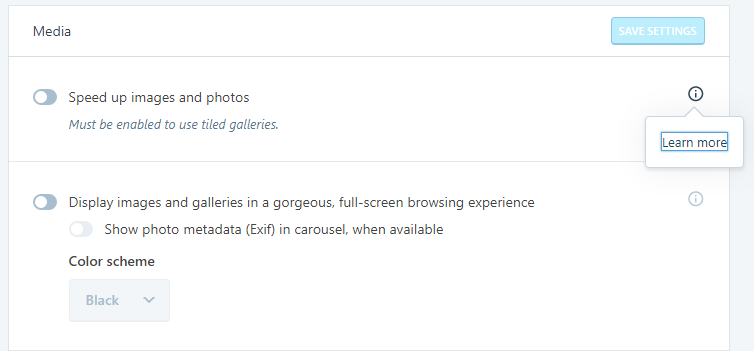 Media
SAVE SETTINGS
Speed up images and photos
Must be enabled to use tiled galleries.
Learn more
Display images and galleries in a gorgeous, full-screen browsing experience
Show photo metadata (Exif) in carousel, when available
Color scheme
Black